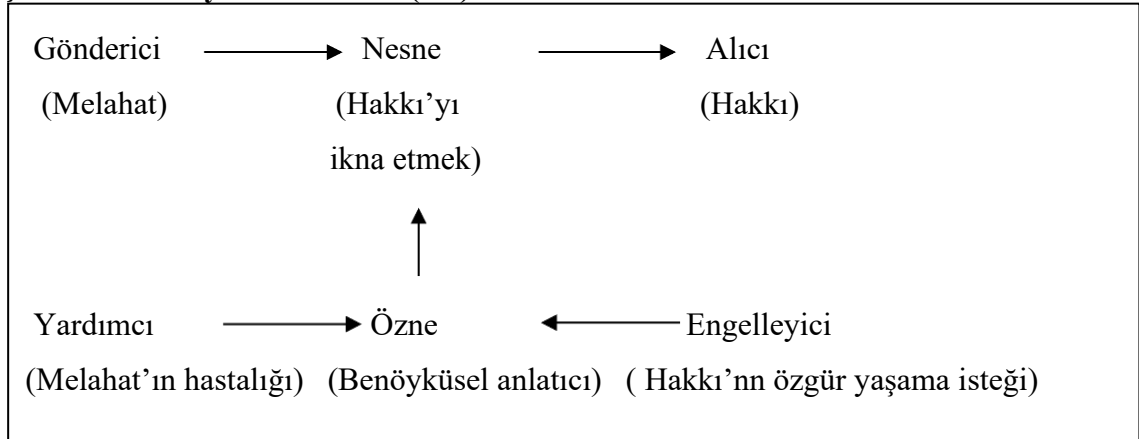 Gönderici Nesne Alıcı
(Melahat) (Hakkı’yı (Hakkı)
ikna etmek)
Yardımcı Özne Engelleyici
(Melahat’ın hastalığı) (Benöyküsel anlatıcı) ( Hakkı’nn özgür yaşama isteği)